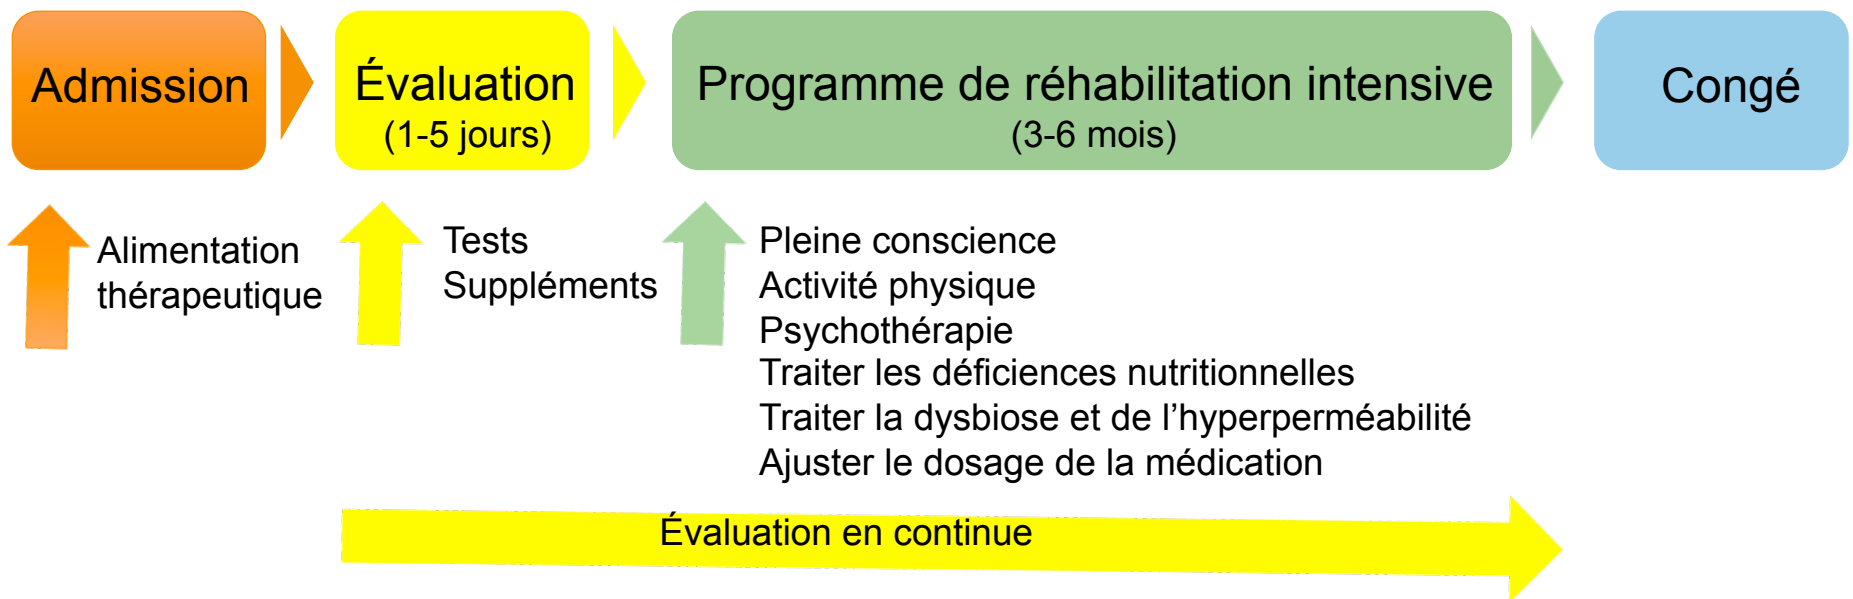 Admission
Évaluation
(1-5 jours)
Programme de réhabilitation intensive
(3-6 mois)
Congé
Alimentation
thérapeutique
Tests
Suppléments
Pleine conscience
Activité physique
Psychothérapie
Traiter les déficiences nutritionnelles
Traiter la dysbiose et de l’hyperperméabilité
Ajuster le dosage de la médication
Évaluation en continue